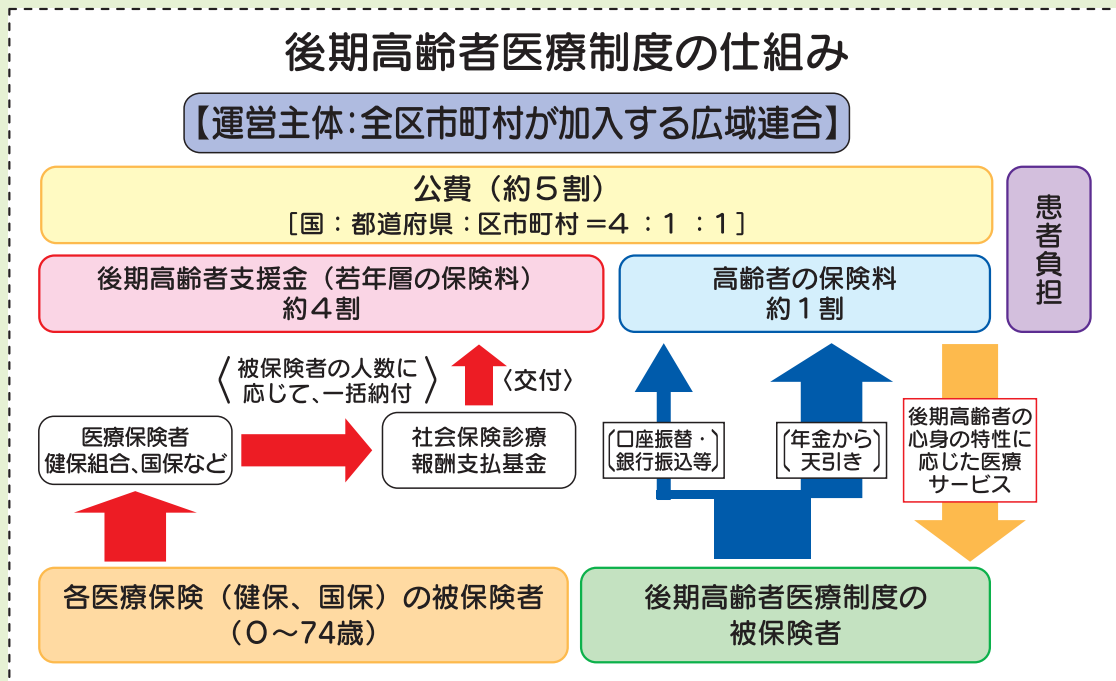 後期高齢者医療制度の仕組み
【運営主体：全区市町村が加入する広域連合】
公費（約５割）
［国：都道府県：区市町村＝４：１：１］
患者負担
後期高齢者支援金（若年層の保険料）
約４割
高齢者の保険料
約１割
〈被保険者の人数に
応じて、一括納付〉
〈交付〉
医療保険者
健保組合、国保など
社会保険診療
報酬支払基金
（口座振替・
銀行振込等）
（年金から
天引き）
後期高齢者の
心身の特性に
応じた医療
サービス
各医療保険（健保、国保）の被保険者
（０～74歳）
後期高齢者医療制度の
被保険者